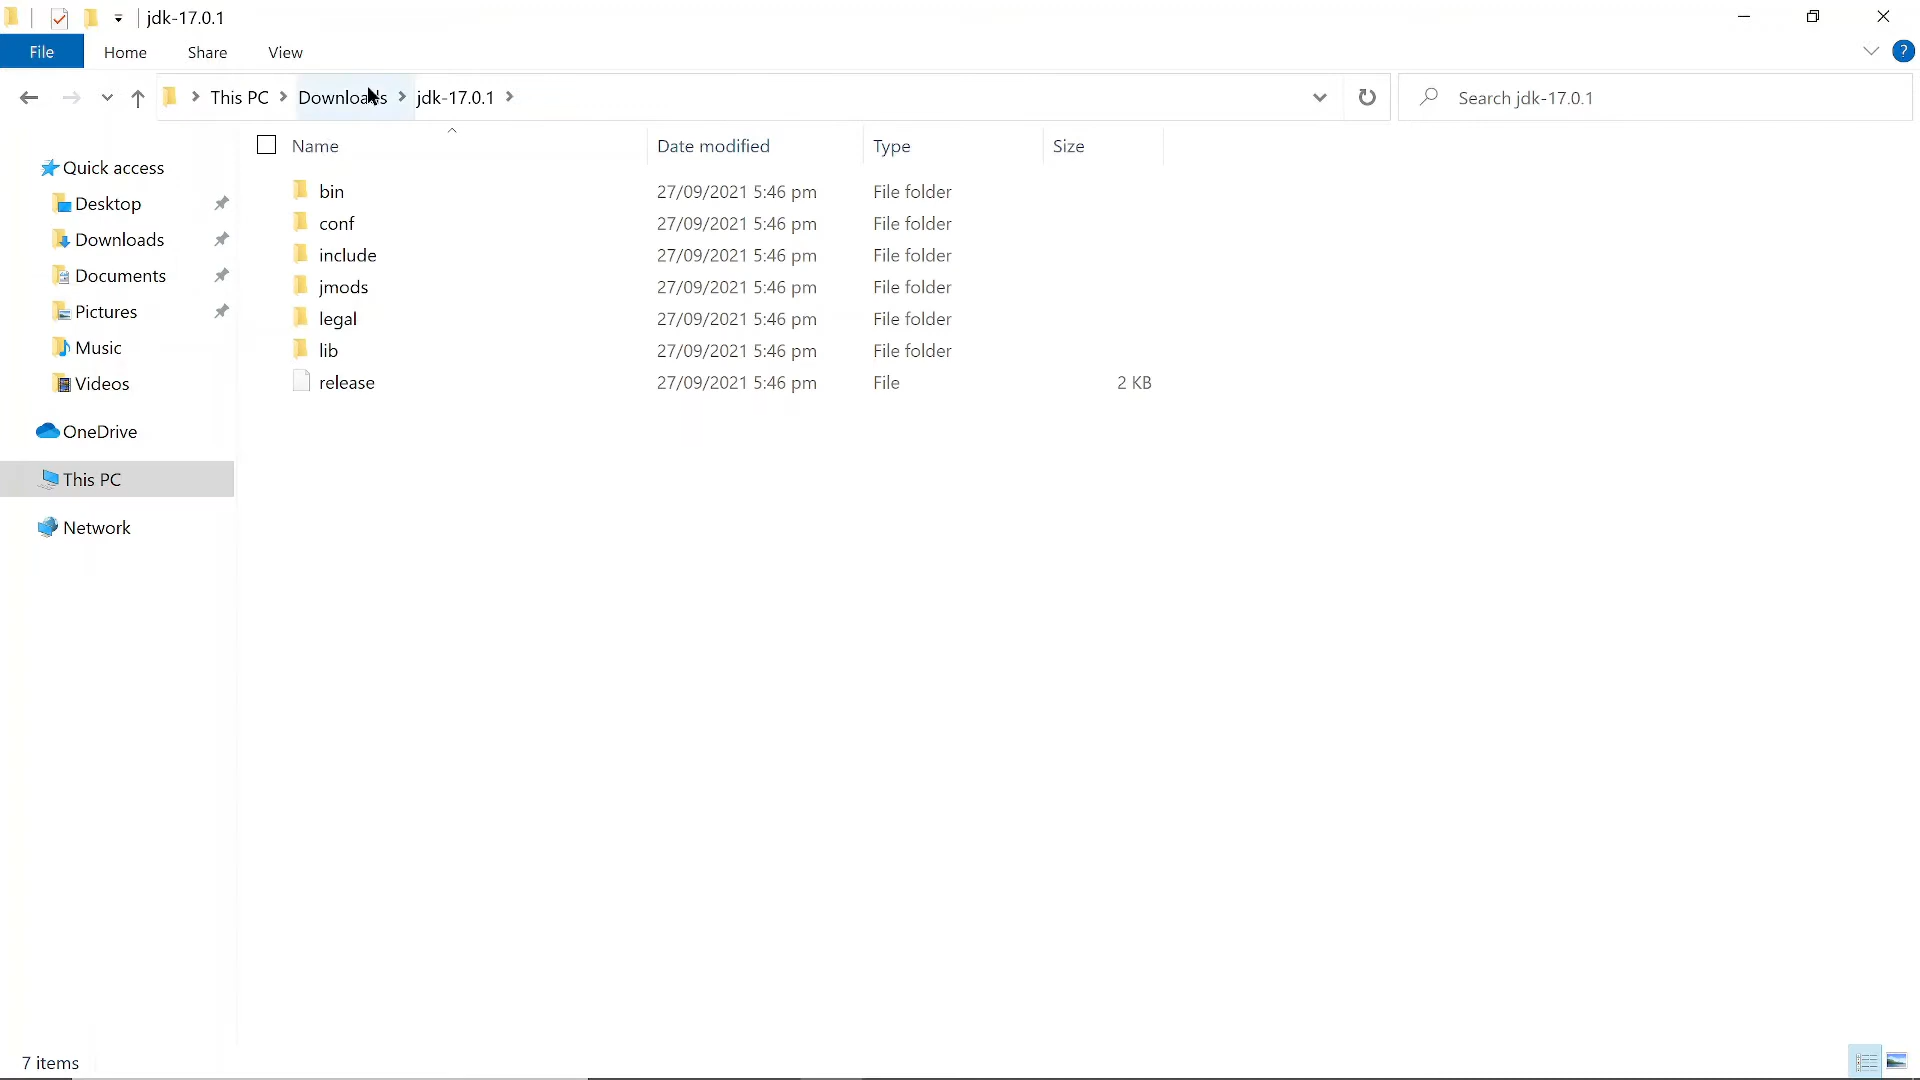 jdk-17.0.1
File Home Share View ?
This PC Downloads jdk-17.0.1 Search jdk-17.0.1
Name Date modified Type Size
Quick access
Desktop
Downloads
Documents
Pictures
Music
Videos
OneDrive
This PC
Network
bin 27/09/2021 5:46 pm File folder
conf 27/09/2021 5:46 pm File folder
include 27/09/2021 5:46 pm File folder
jmods 27/09/2021 5:46 pm File folder
legal 27/09/2021 5:46 pm File folder
lib 27/09/2021 5:46 pm File folder
release 27/09/2021 5:46 pm File 2 KB
7 items